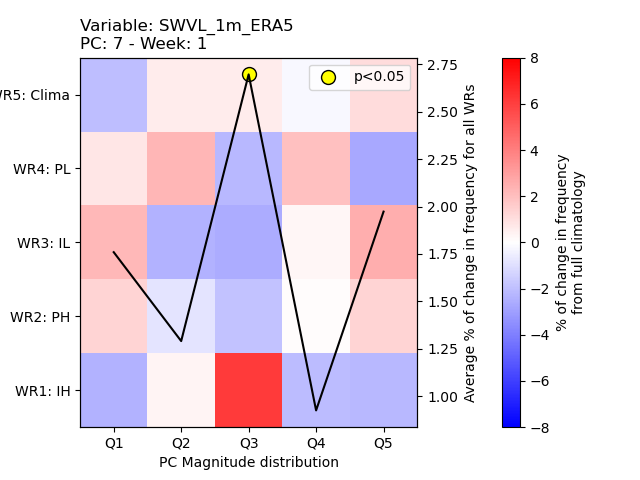 Variable: SWVL_1m_ERA5
PC: 7 - Week: 1
p<0.05
WR5: Clima
WR4: PL
WR3: IL
WR2: PH
WR1: IH
Q1 Q2 Q3 Q4 Q5
PC Magnitude distribution
2.75
2.50
2.25
2.00
1.75
1.50
1.25
1.00
Average % of change in frequency for all WRs
8
6
4
2
0
−2
−4
−6
−8
% of change in frequency
from full climatology